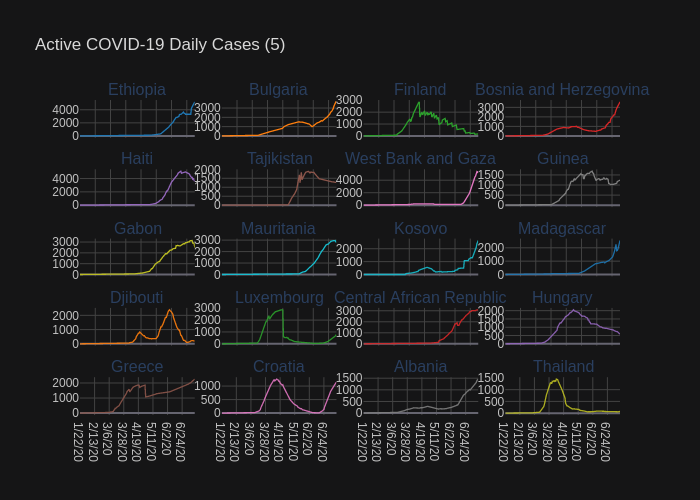 Active COVID-19 Daily Cases (5)
Ethiopia Bulgaria Finland Bosnia and Herzegovina
4000 2000 0
3000 2000 1000 0
3000 2000 1000 0
3000 2000 1000 0
Haiti Tajikistan West Bank and Gaza Guinea
4000 2000 0
2000 1500 1000 500 0
4000 2000 0
1500 1000 500 0
Gabon Mauritania Kosovo Madagascar
3000 2000 1000 0
3000 2000 1000 0
2000 1000 0
2000 1000 0
Djibouti Luxembourg Central African Republic Hungary
2000 1000 0
3000 2000 1000 0
3000 2000 1000 0
2000 1500 1000 500 0
Greece Croatia Albania Thailand
2000 1000 0
1000 500 0
1500 1000 500 0
1500 1000 500 0
1/22/20 2/13/20 3/6/20 3/28/20 4/19/20 5/11/20 6/2/20 6/24/20
1/22/20 2/13/20 3/6/20 3/28/20 4/19/20 5/11/20 6/2/20 6/24/20
1/22/20 2/13/20 3/6/20 3/28/20 4/19/20 5/11/20 6/2/20 6/24/20
1/22/20 2/13/20 3/6/20 3/28/20 4/19/20 5/11/20 6/2/20 6/24/20